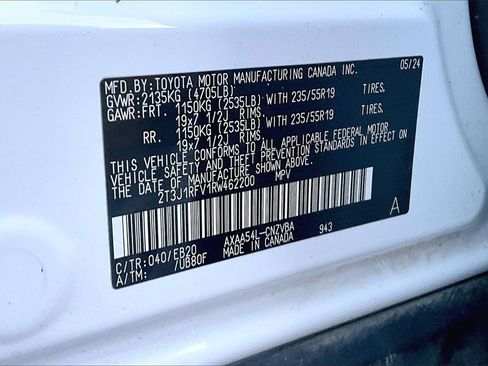 MFD.BY:TOYOTA MOTOR MANUFACTURING CANADA INC. 05/24
GVWR:2135KG (4705LB)
GAWR:FRT. 1150KG (2535LB)WITH 235/55R19 TIRES.
19x7 1/2J RIMS.
RR. 1150KG (2535LB)WITH 235/55R19 TIRES.
19x7 1/2J RIMS.
THIS VEHICLE CONFORMS TO ALL APPLICABLE FEDERAL MOTOR
VEHICLE SAFETY AND THEFT PREVENTION STANDARDS IN EFFECT ON
THE DATE OF MANUFACTURE SHOWN ABOVE.
2T3J1RFV1RW462200 MPV
A
C/TR:040/EB20 AXAA54L-CNZVBA 943
A/TM: /UB80F MADE IN CANADA